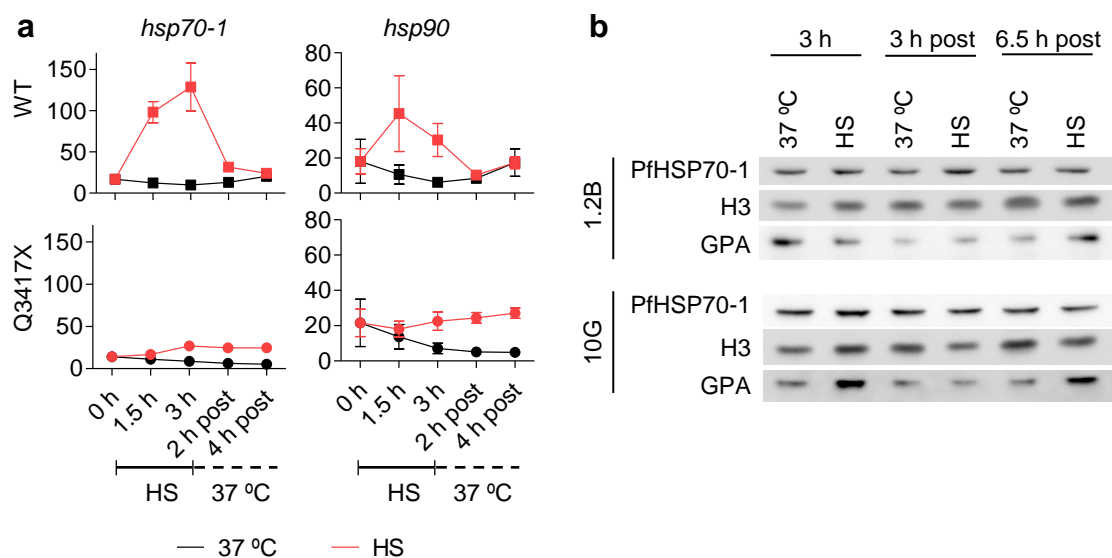 a
hsp70-1
hsp90
WT
150
100
50
0
80
60
40
20
0
Q3417X
150
100
50
0
80
60
40
20
0
0 h
1.5 h
3 h
2 h post
4 h post
0 h
1.5 h
3 h
2 h post
4 h post
HS 37 ºC
HS 37 ºC
37 ºC HS
b
3 h 3 h post 6.5 h post
37 ºC HS 37 ºC HS 37 ºC HS
1.2B
PfHSP70-1
H3
GPA
10G
PfHSP70-1
H3
GPA